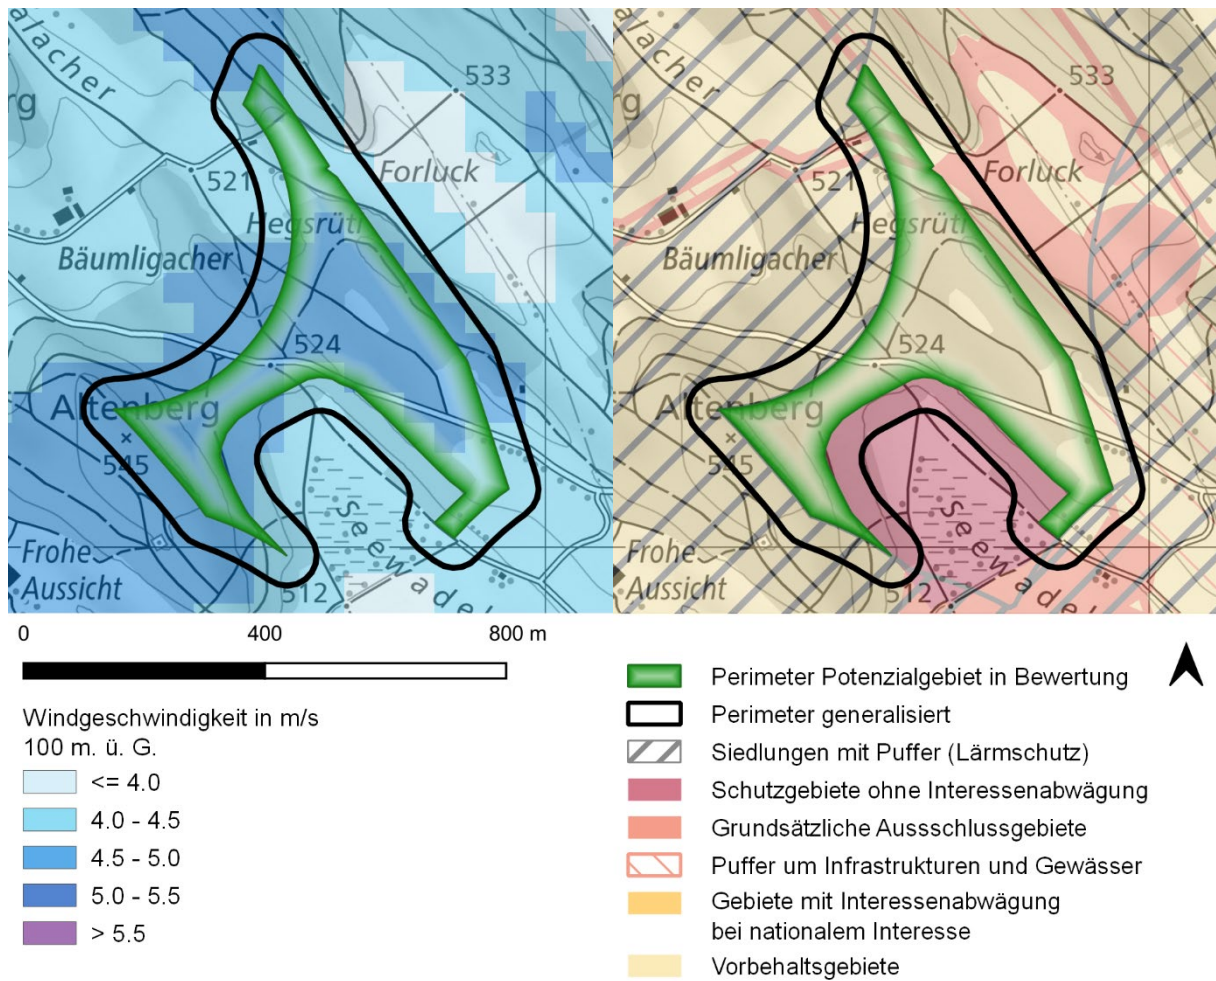 alacher
533
g
Forluck
521
Hegsrüti
Bäumligacher
524
Altenberg
545
Seewadel
Frohe
Aussicht
512
alacher
533
g
Forluck
521
Hegsrüti
Bäumligacher
524
Altenberg
545
Seewadel
Frohe
Aussicht
512
0 400 800 m
Windgeschwindigkeit in m/s
100 m. ü. G.
<= 4.0
4.0 - 4.5
4.5 - 5.0
5.0 - 5.5
> 5.5
Perimeter Potenzialgebiet in Bewertung
Perimeter generalisiert
Siedlungen mit Puffer (Lärmschutz)
Schutzgebiete ohne Interessenabwägung
Grundsätzliche Aussschlussgebiete
Puffer um Infrastrukturen und Gewässer
Gebiete mit Interessenabwägung
bei nationalem Interesse
Vorbehaltsgebiete